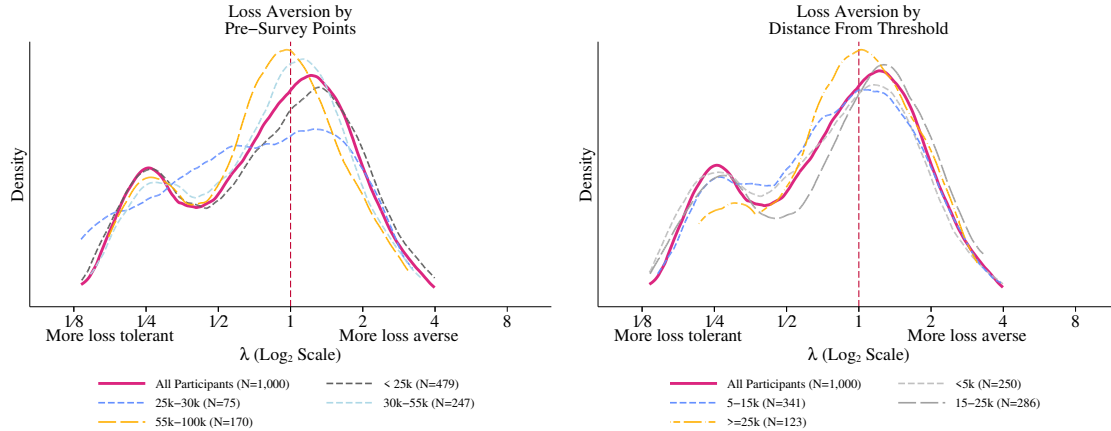 Loss Aversion by
Pre−Survey Points
Density
1⁄8
1⁄4
1⁄2
1
2
4
8
More loss tolerant
More loss averse
λ (Log₂ Scale)
All Participants (N=1,000)
< 25k (N=479)
25k−30k (N=75)
30k−55k (N=247)
55k−100k (N=170)
Loss Aversion by
Distance From Threshold
Density
1⁄8
1⁄4
1⁄2
1
2
4
8
More loss tolerant
More loss averse
λ (Log₂ Scale)
All Participants (N=1,000)
<5k (N=250)
5−15k (N=341)
15−25k (N=286)
>=25k (N=123)